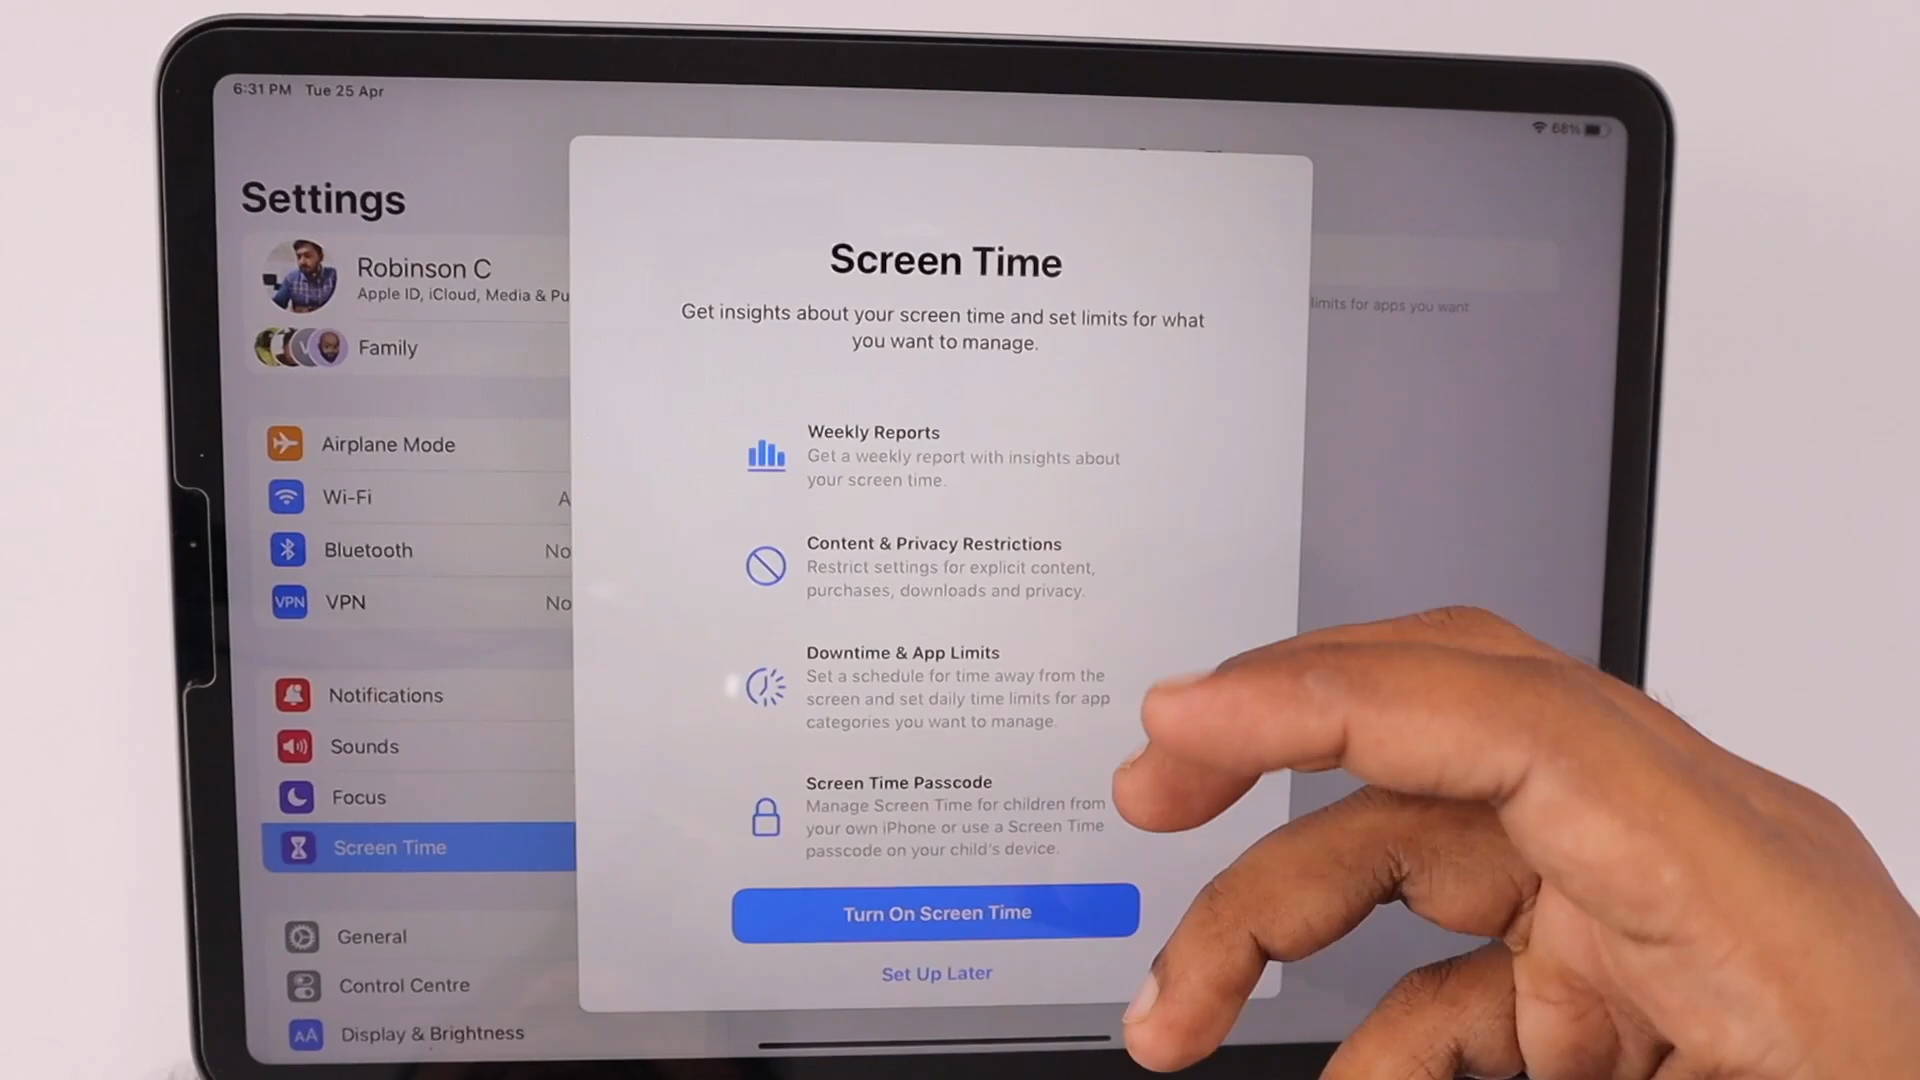 6:31 PM Tue 25 Apr
68%
Settings
Robinson C
Apple ID, iCloud, Media & Pu
Family
Airplane Mode
Wi-Fi A
Bluetooth No
VPN
VPN No
Notifications
Sounds
Focus
Screen Time
General
Control Centre
AA
Display & Brightness
Screen Time
Get insights about your screen time and set limits for what
you want to manage.
Weekly Reports
Get a weekly report with insights about
your screen time.
Content & Privacy Restrictions
Restrict settings for explicit content,
purchases, downloads and privacy.
Downtime & App Limits
Set a schedule for time away from the
screen and set daily time limits for app
categories you want to manage.
Screen Time Passcode
Manage Screen Time for children from
your own iPhone or use a Screen Time
passcode on your child's device.
Turn On Screen Time
Set Up Later
limits for apps you want